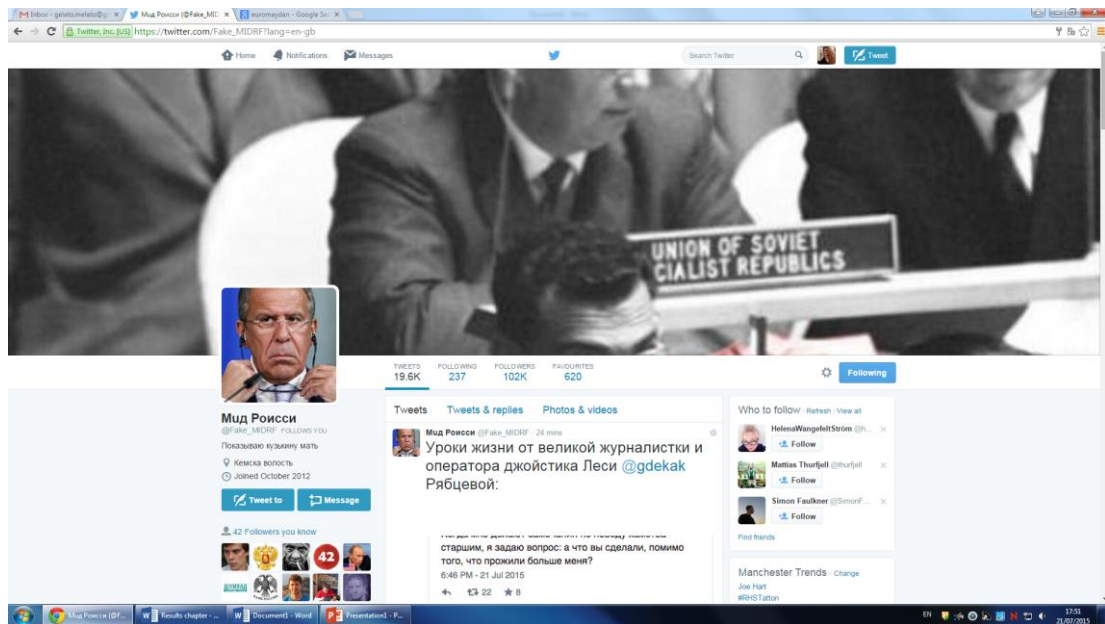 Inbox - gelato.melato@g
Мид Роисси (@Fake_MID
euromaydan - Google Se
Twitter, Inc. [US] https://twitter.com/Fake_MIDRF?lang=en-gb
Home Notifications Messages
Search Twitter
Tweet
UNION OF SOVIET
CIALIST REPUBLICS
TWEETS FOLLOWING FOLLOWERS FAVOURITES
19.6K 237 102K 620
Following
Мид Роисси
@Fake_MIDRF FOLLOWS YOU
Показываю кузькину мать
Кемска волость
Joined October 2012
Tweet to Message
42 Followers you know
42
Tweets Tweets & replies Photos & videos
Мид Роисси @Fake_MIDRF · 24 mins
Уроки жизни от великой журналистки и
оператора джойстика Леси @gdekak
Рябцевой:
старшим, я задаю вопрос: а что вы сделали, помимо
того, что прожили больше меня?
6:46 PM - 21 Jul 2015
22 8
Who to follow · Refresh · View all
HelenaWangefeltStröm @h...
Follow
Mattias Thurfjell @thurfjell
Follow
Simon Faulkner @SimonF...
Follow
Find friends
Manchester Trends · Change
Joe Hart
#RHSTatton
Мид Роисси (@F...
Results chapter - ...
Document1 - Word
Presentation1 - P...
EN
17:51
21/07/2015